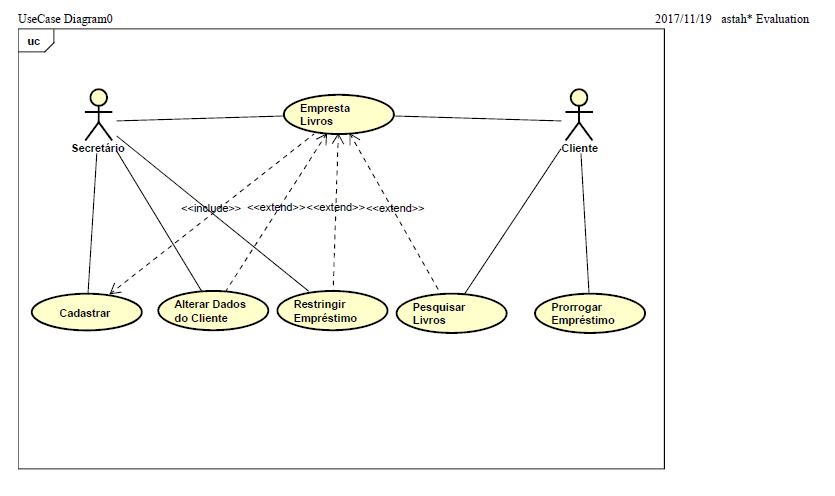 UseCase Diagram0
2017/11/19 astah* Evaluation
uc
Empresta
Livros
Secretário
Cliente
<<include>>
<<extend>>
<<extend>>
<<extend>>
Cadastrar
Alterar Dados
do Cliente
Restringir
Empréstimo
Pesquisar
Livros
Prorrogar
Empréstimo